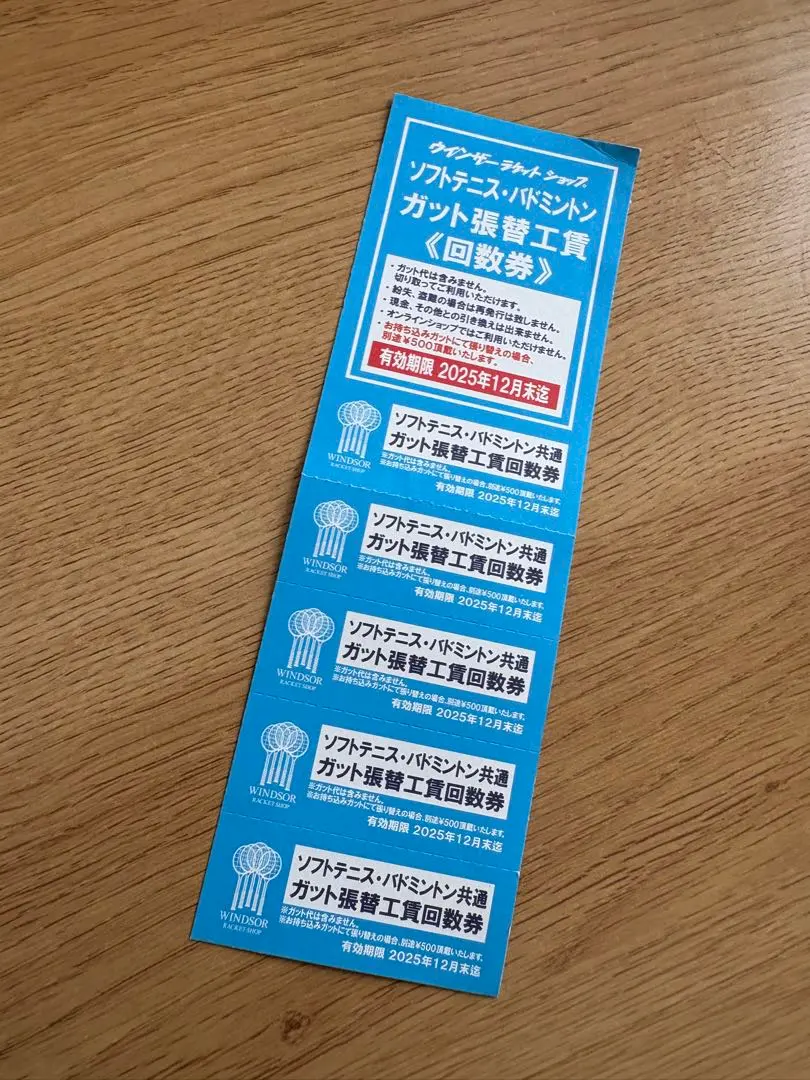 ウインザーラケットショップ
ソフトテニス・バドミントン
ガット張替工賃
《回数券》
・ガット代は含みません。
切り取ってご利用いただけます。
・紛失、盗難の場合は再発行は致しません。
・現金、その他との引き換えは出来ません。
・オンラインショップではご利用いただけません。
・お持ち込みガットにて張り替えの場合、
別途¥500頂戴いたします。
有効期限 2025年12月末迄
WINDSOR
RACKET SHOP
ソフトテニス・バドミントン共通
ガット張替工賃回数券
※ガット代は含みません。
※お持ち込みガットにて張り替えの場合、別途¥500頂戴いたします。
有効期限 2025年12月末迄
WINDSOR
RACKET SHOP
ソフトテニス・バドミントン共通
ガット張替工賃回数券
※ガット代は含みません。
※お持ち込みガットにて張り替えの場合、別途¥500頂戴いたします。
有効期限 2025年12月末迄
WINDSOR
RACKET SHOP
ソフトテニス・バドミントン共通
ガット張替工賃回数券
※ガット代は含みません。
※お持ち込みガットにて張り替えの場合、別途¥500頂戴いたします。
有効期限 2025年12月末迄
WINDSOR
RACKET SHOP
ソフトテニス・バドミントン共通
ガット張替工賃回数券
※ガット代は含みません。
※お持ち込みガットにて張り替えの場合、別途¥500頂戴いたします。
有効期限 2025年12月末迄
WINDSOR
RACKET SHOP
ソフトテニス・バドミントン共通
ガット張替工賃回数券
※ガット代は含みません。
※お持ち込みガットにて張り替えの場合、別途¥500頂戴いたします。
有効期限 2025年12月末迄